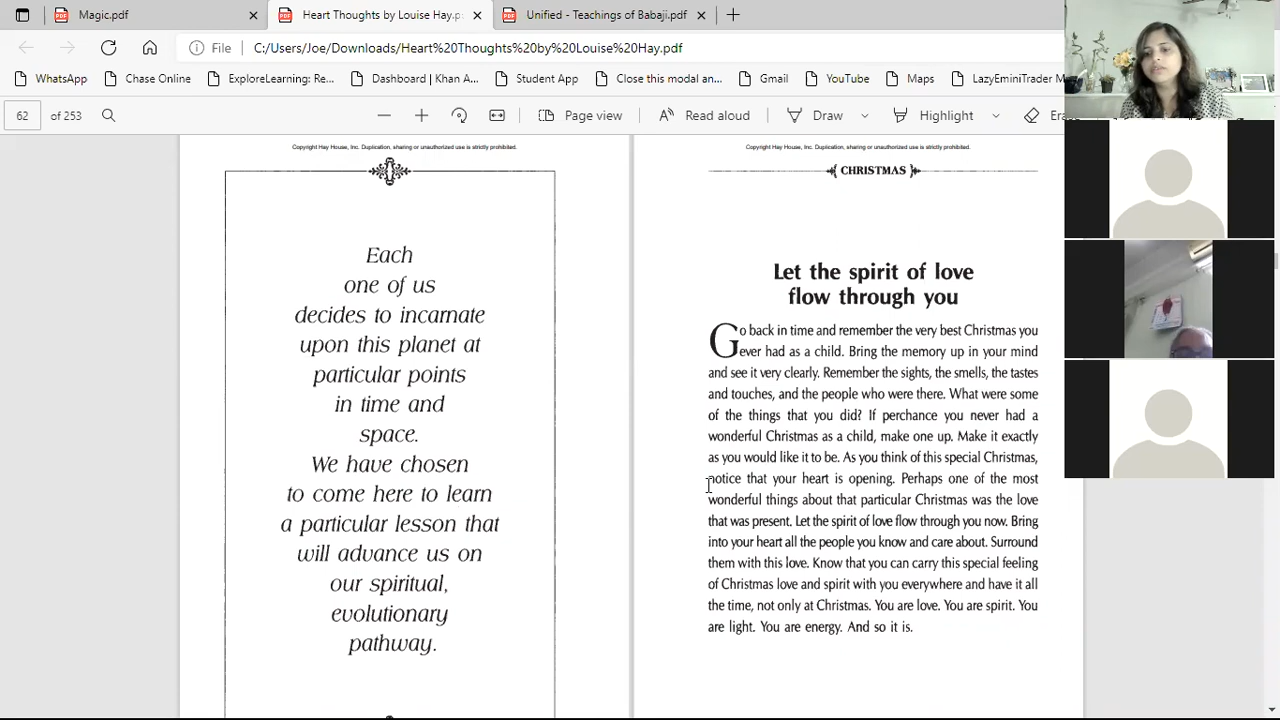 Magic.pdf
Heart Thoughts by Louise Hay.p
Microsoft Word - Teachings of Babaji.pdf
File C:/Users/Joe/Downloads/Heart%20Thoughts%20by%20Louise%20Hay.pdf
WhatsApp Chase Online ExploreLearning: Re... Dashboard | Khan A... Student App Close this modal an... Gmail YouTube Maps LazyEminiTrader M
62 of 253 Page view Read aloud Draw Highlight Era
Copyright Hay House, Inc. Duplication, sharing or unauthorized use is strictly prohibited.
Each
one of us
decides to incarnate
upon this planet at
particular points
in time and
space.
We have chosen
to come here to learn
a particular lesson that
will advance us on
our spiritual,
evolutionary
pathway.
Copyright Hay House, Inc. Duplication, sharing or unauthorized use is strictly prohibited.
CHRISTMAS
Let the spirit of love
flow through you
Go back in time and remember the very best Christmas you
ever had as a child. Bring the memory up in your mind
and see it very clearly. Remember the sights, the smells, the tastes
and touches, and the people who were there. What were some
of the things that you did? If perchance you never had a
wonderful Christmas as a child, make one up. Make it exactly
as you would like it to be. As you think of this special Christmas,
notice that your heart is opening. Perhaps one of the most
wonderful things about that particular Christmas was the love
that was present. Let the spirit of love flow through you now. Bring
into your heart all the people you know and care about. Surround
them with this love. Know that you can carry this special feeling
of Christmas love and spirit with you everywhere and have it all
the time, not only at Christmas. You are love. You are spirit. You
are light. You are energy. And so it is.